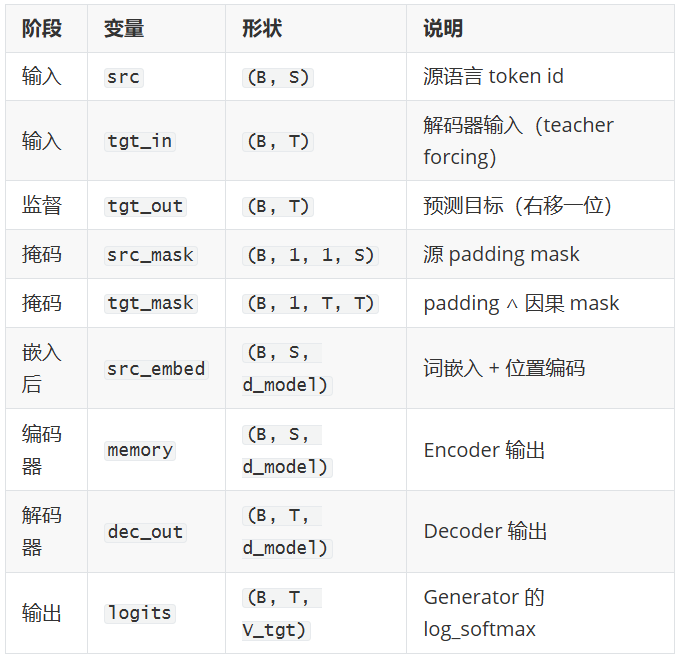 阶段 变量 形状 说明
输入 src (B, S) 源语言 token id
输入 tgt_in (B, T) 解码器输入（teacher
forcing）
监督 tgt_out (B, T) 预测目标（右移一位）
掩码 src_mask (B, 1, 1, S) 源 padding mask
掩码 tgt_mask (B, 1, T, T) padding ∧ 因果 mask
嵌入
后 src_embed (B, S,
d_model) 词嵌入 + 位置编码
编码
器 memory (B, S,
d_model) Encoder 输出
解码
器 dec_out (B, T,
d_model) Decoder 输出
输出 logits (B, T,
V_tgt) Generator 的
log_softmax